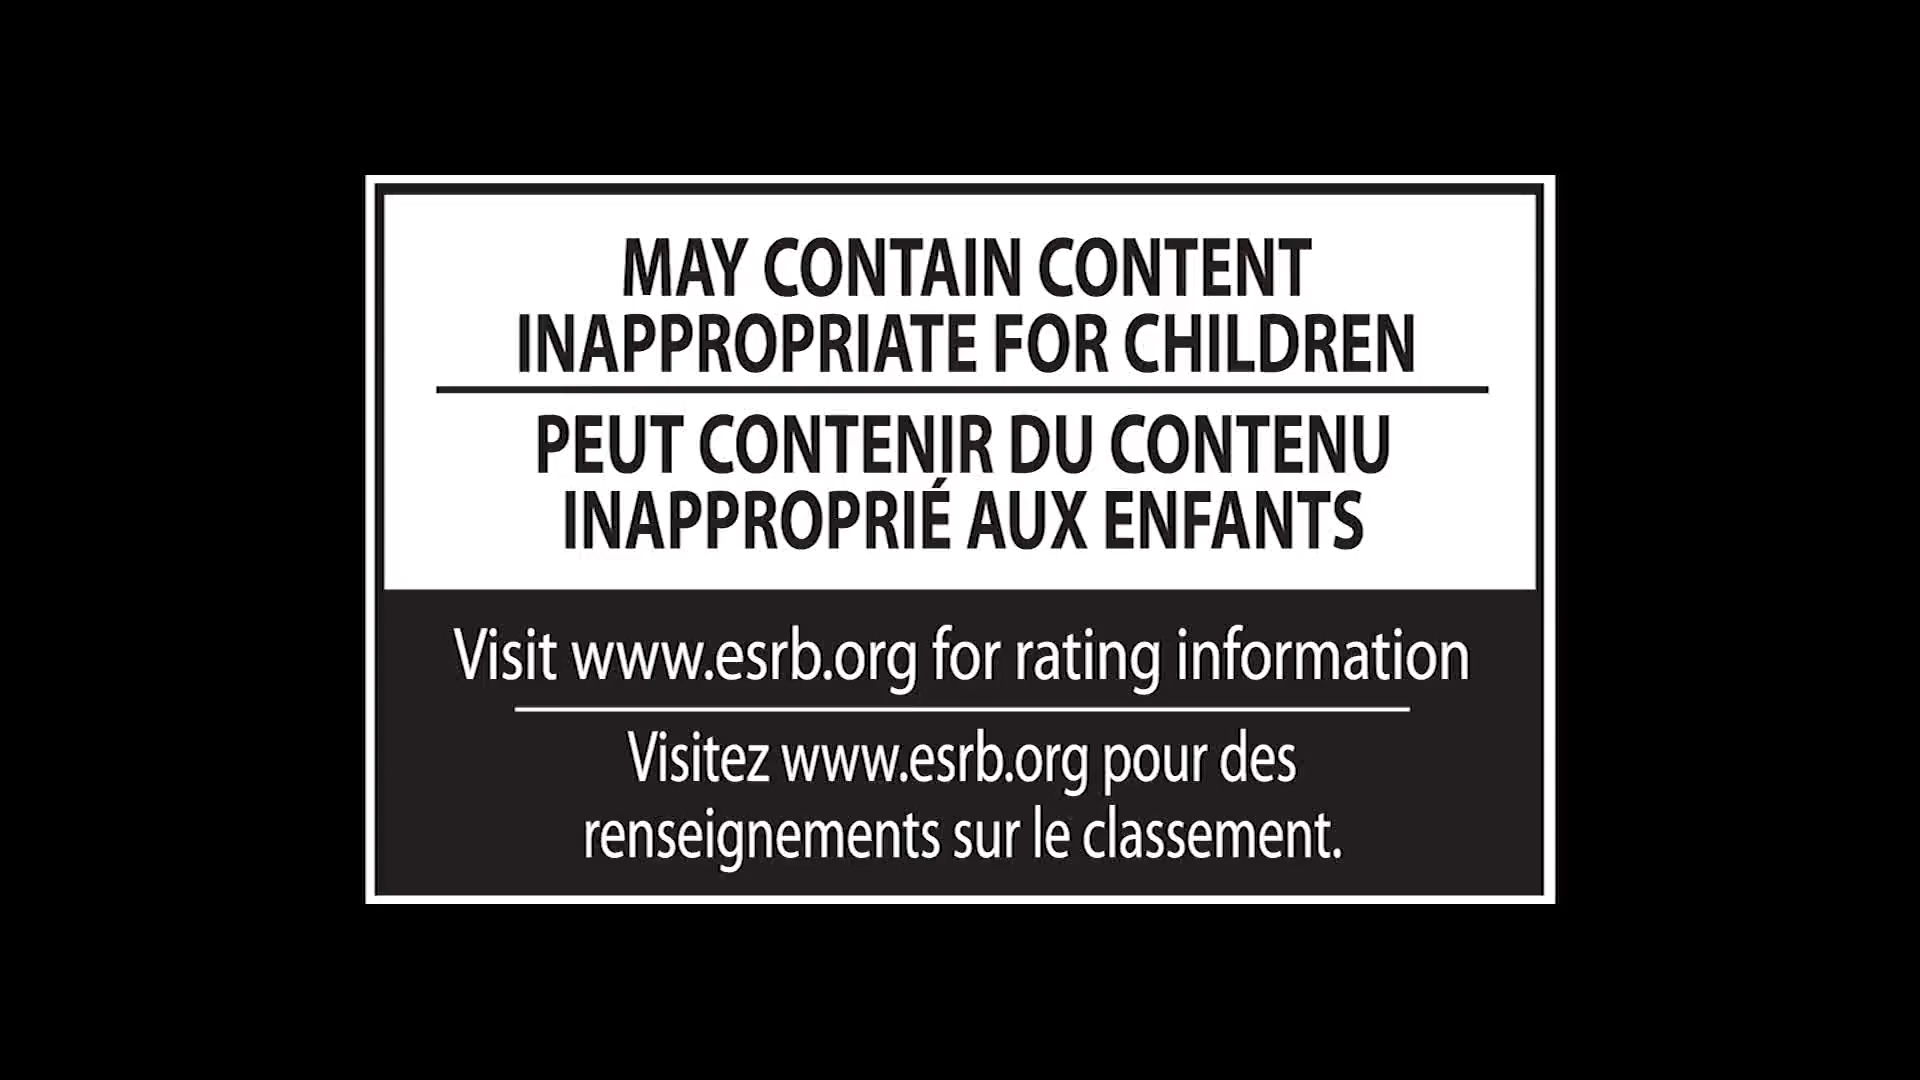 MAY CONTAIN CONTENT
INAPPROPRIATE FOR CHILDREN
PEUT CONTENIR DU CONTENU
INAPPROPRIÉ AUX ENFANTS
Visit www.esrb.org for rating information
Visitez www.esrb.org pour des
renseignements sur le classement.